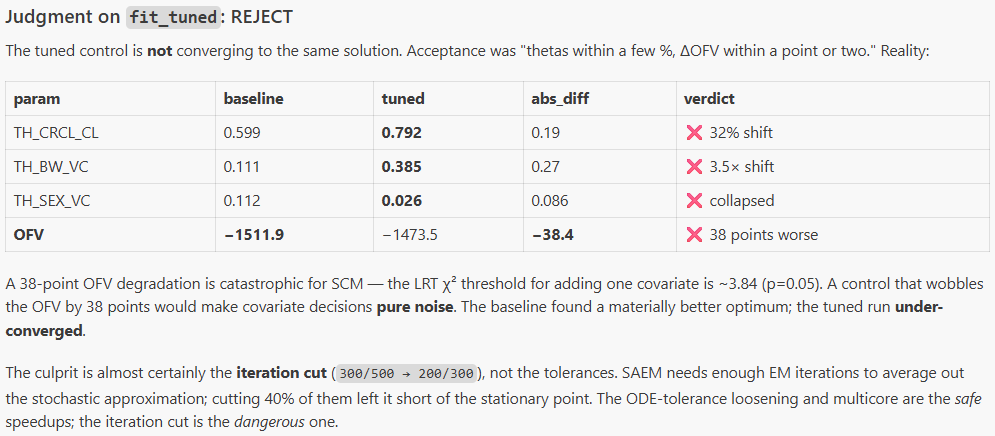 Judgment on fit_tuned: REJECT
The tuned control is not converging to the same solution. Acceptance was "thetas within a few %, ΔOFV within a point or two." Reality:
param baseline tuned abs_diff verdict
TH_CRCL_CL 0.599 0.792 0.19 ❌ 32% shift
TH_BW_VC 0.111 0.385 0.27 ❌ 3.5× shift
TH_SEX_VC 0.112 0.026 0.086 ❌ collapsed
OFV −1511.9 −1473.5 −38.4 ❌ 38 points worse
A 38-point OFV degradation is catastrophic for SCM — the LRT χ² threshold for adding one covariate is ~3.84 (p=0.05). A control that wobbles
the OFV by 38 points would make covariate decisions pure noise. The baseline found a materially better optimum; the tuned run under-
converged.
The culprit is almost certainly the iteration cut (300/500 → 200/300), not the tolerances. SAEM needs enough EM iterations to average out
the stochastic approximation; cutting 40% of them left it short of the stationary point. The ODE-tolerance loosening and multicore are the safe
speedups; the iteration cut is the dangerous one.